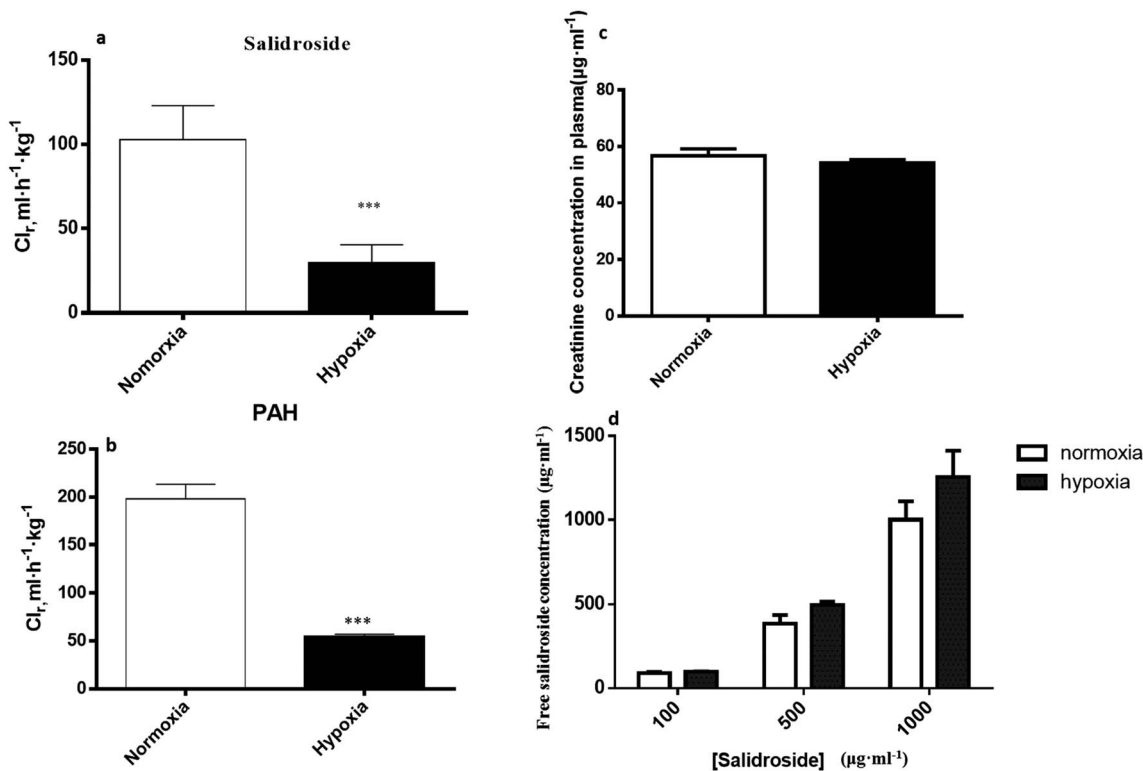 a
Salidroside
150
100
50
0
Cl_r,ml·h⁻¹·kg⁻¹
***
Nomorxia
Hypoxia
c
80
60
40
20
0
Creatinine concentration in plasma(μg·ml⁻¹)
Normoxia
Hypoxia
PAH
b
250
200
150
100
50
0
Cl_r,ml·h⁻¹·kg⁻¹
***
Normoxia
Hypoxia
d
1500
1000
500
0
Free salidroside concentration (μg·ml⁻¹)
100
500
1000
[Salidroside] (μg·ml⁻¹)
normoxia
hypoxia